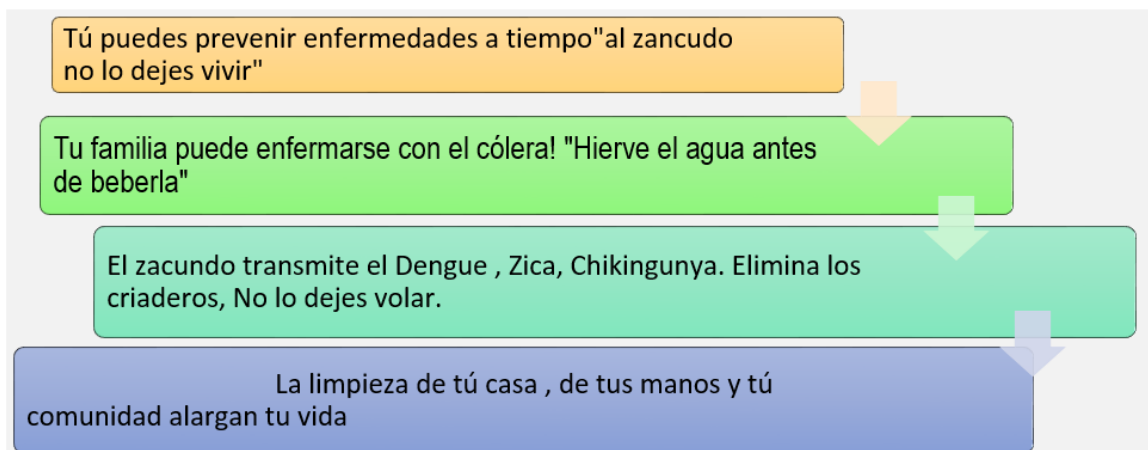 Tú puedes prevenir enfermedades a tiempo"al zancudo
no lo dejes vivir"
Tu familia puede enfermarse con el cólera! "Hierve el agua antes
de beberla"
El zacundo transmite el Dengue , Zica, Chikingunya. Elimina los
criaderos, No lo dejes volar.
La limpieza de tú casa , de tus manos y tú
comunidad alargan tu vida